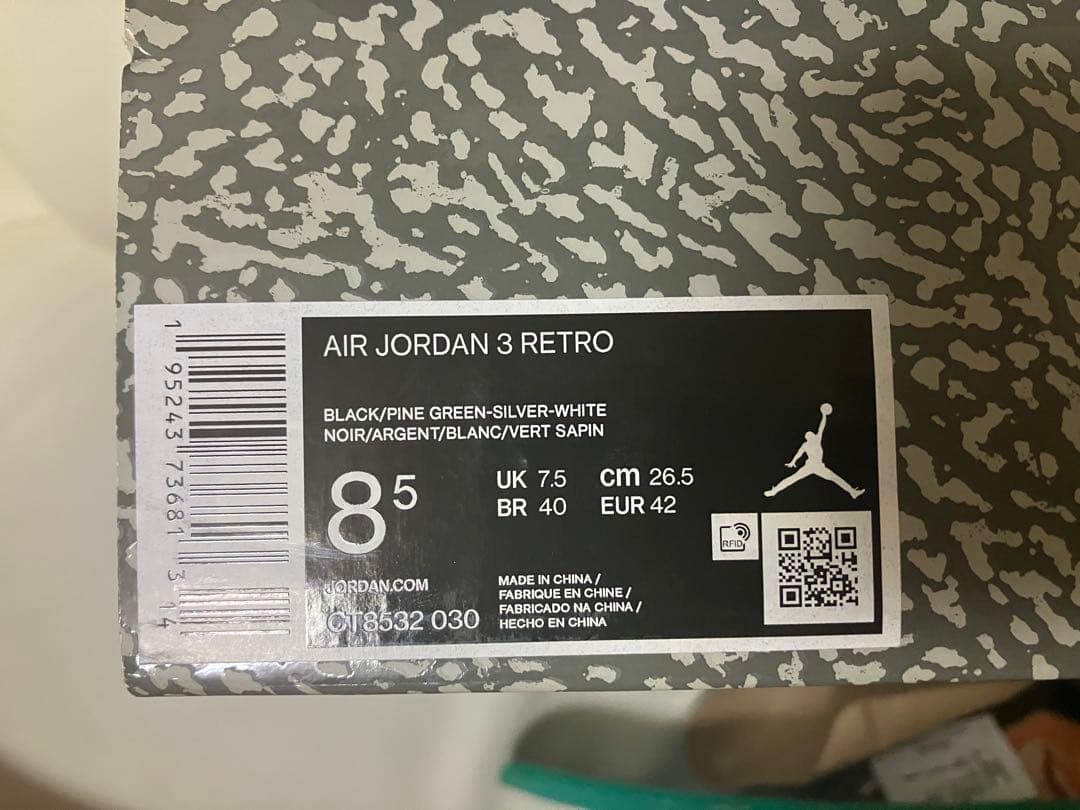 AIR JORDAN 3 RETRO
BLACK/PINE GREEN-SILVER-WHITE
NOIR/ARGENT/BLANC/VERT SAPIN
8 5
UK 7.5 cm 26.5
BR 40 EUR 42
RFID
JORDAN.COM
CT8532 030
MADE IN CHINA /
FABRIQUE EN CHINE /
FABRICADO NA CHINA /
HECHO EN CHINA
1 95243 73681 3 14